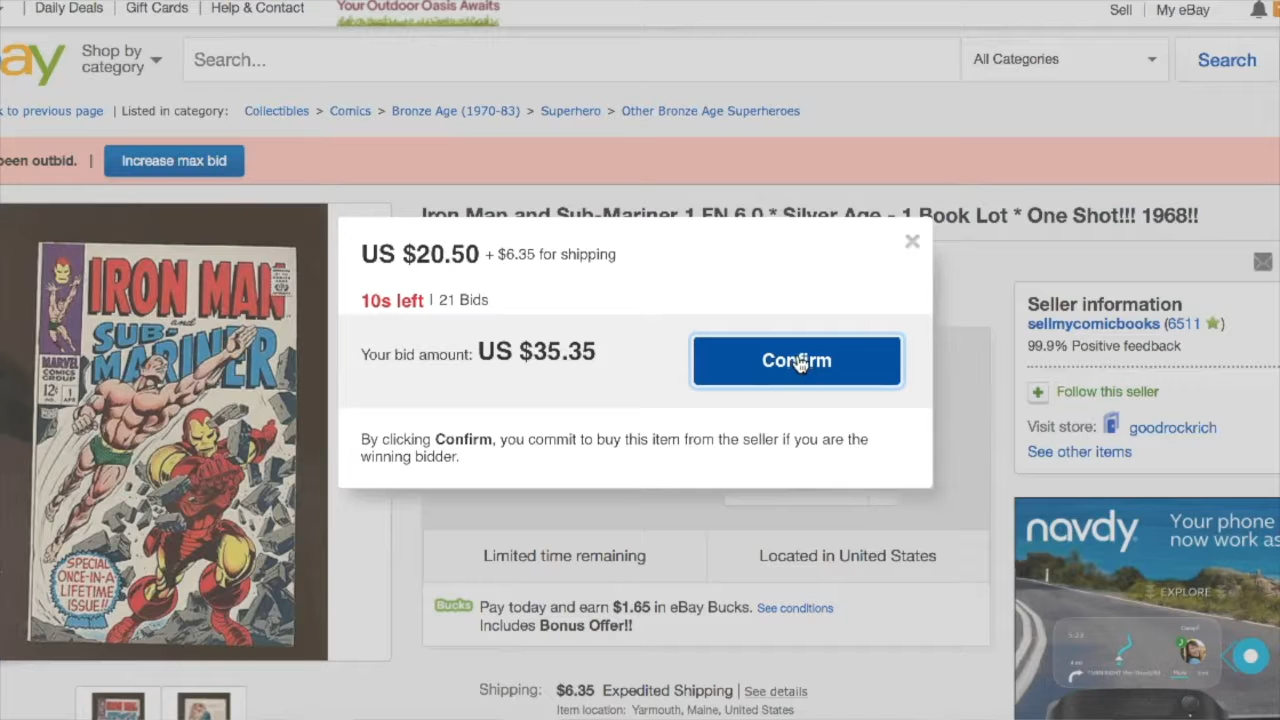 Daily Deals | Gift Cards | Help & Contact
Your Outdoor Oasis Awaits
Sell | My eBay
ay
Shop by
category
Search...
All Categories
Search
to previous page | Listed in category: Collectibles > Comics > Bronze Age (1970-83) > Superhero > Other Bronze Age Superheroes
been outbid. | Increase max bid
Iron Man and Sub-Mariner 1 FN 6.0 * Silver Age - 1 Book Lot * One Shot!!! 1968!!
US $20.50 + $6.35 for shipping
10s left | 21 Bids
Your bid amount: US $35.35
Confirm
By clicking Confirm, you commit to buy this item from the seller if you are the
winning bidder.
Seller information
sellmycomicbooks (6511)
99.9% Positive feedback
Follow this seller
Visit store: goodrockrich
See other items
IRON MAN
and
SUB-
MARINER
MARVEL
COMICS
GROUP
12¢
1
APR
SPECIAL
ONCE-IN-A-
LIFETIME
ISSUE!!
Limited time remaining
Located in United States
Bucks Pay today and earn $1.65 in eBay Bucks. See conditions
Includes Bonus Offer!!
Shipping: $6.35 Expedited Shipping | See details
Item location: Yarmouth, Maine, United States
navdy
Your phone
now work as
EXPLORE